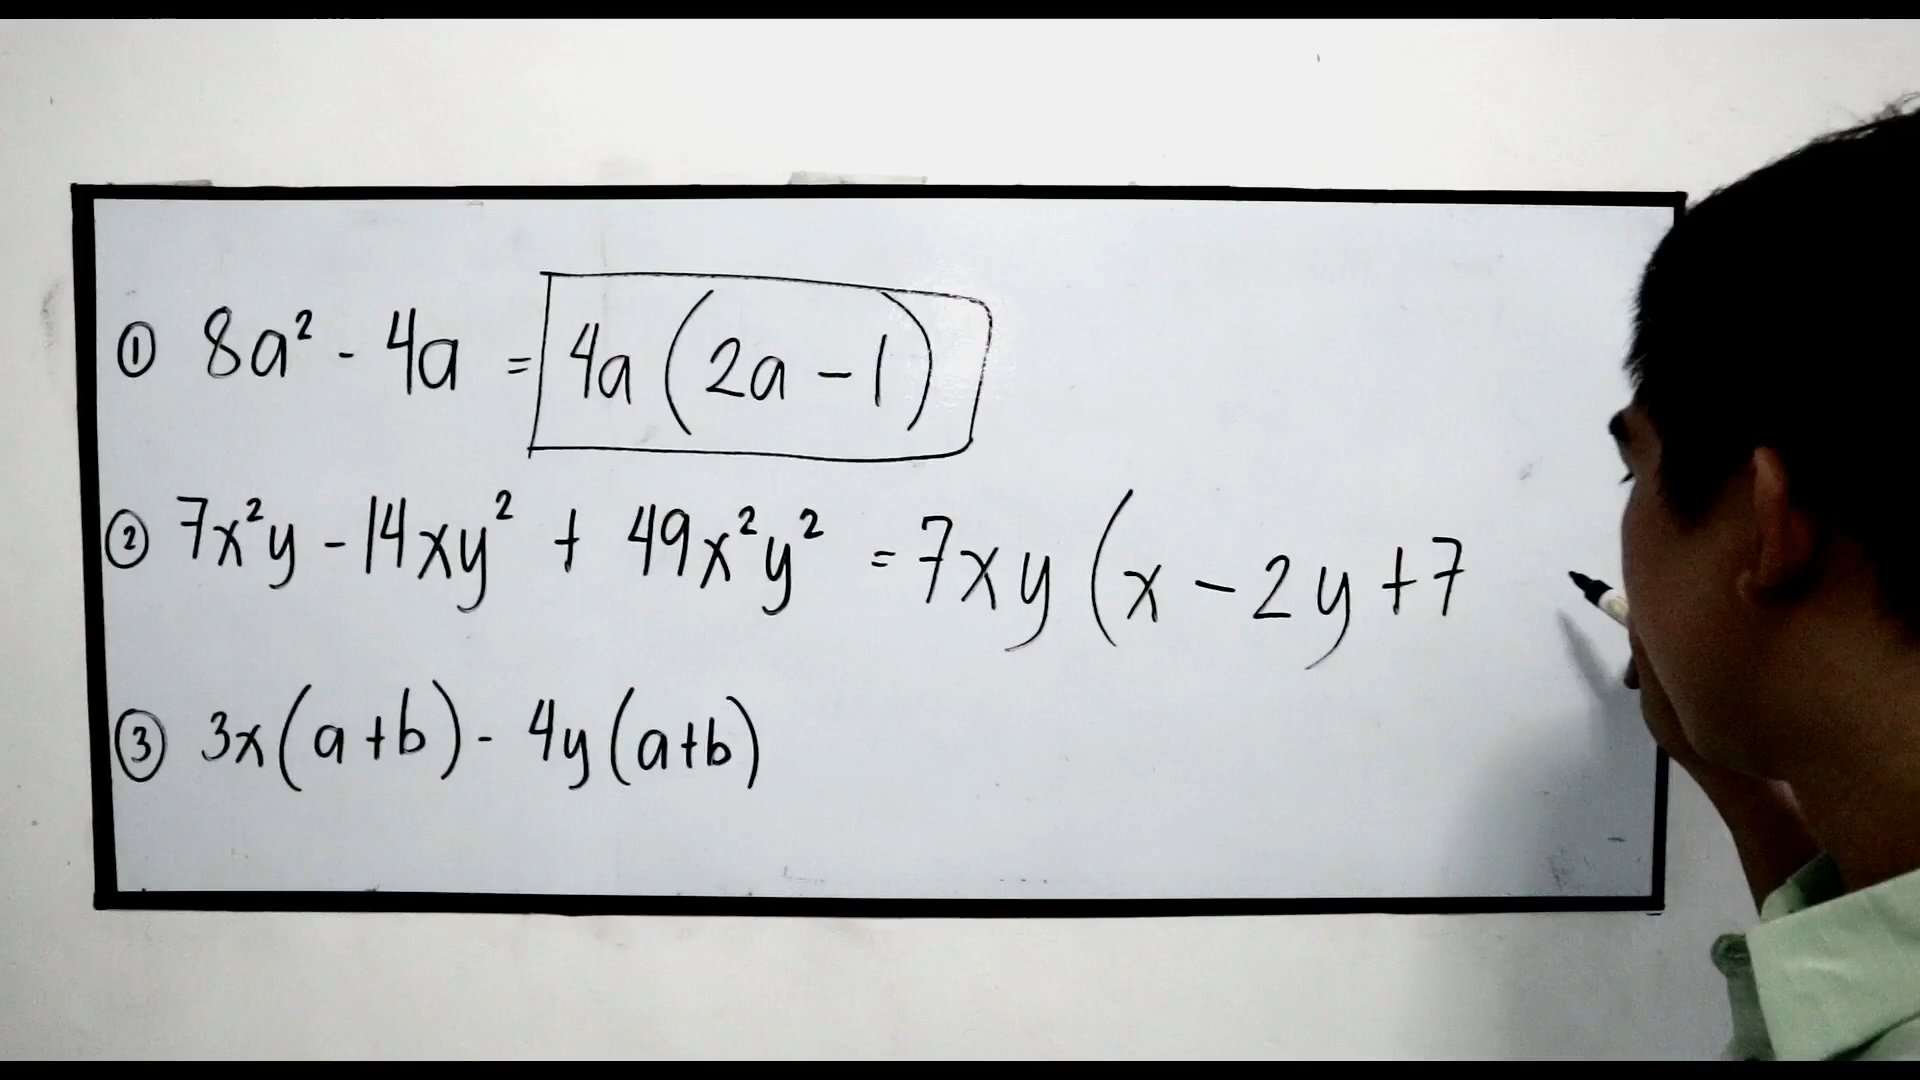 ① 8a² - 4a = 4a(2a - 1)
② 7x²y - 14xy² + 49x²y² = 7xy(x - 2y + 7
③ 3x(a+b) - 4y(a+b)